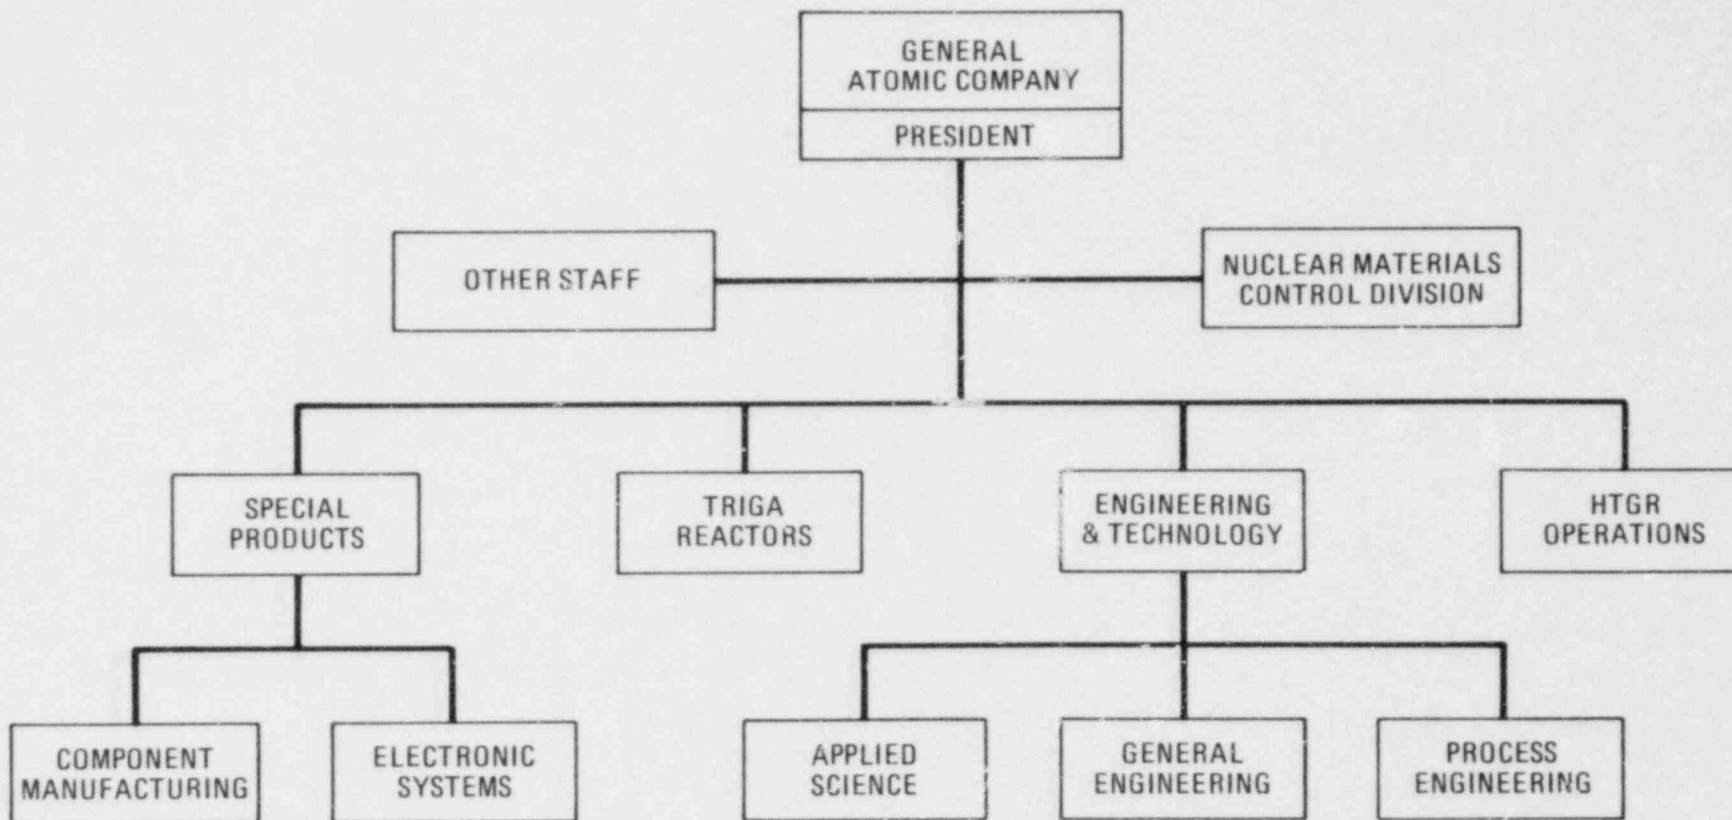 GENERAL
ATOMIC COMPANY
PRESIDENT
OTHER STAFF
NUCLEAR MATERIALS
CONTROL DIVISION
SPECIAL
PRODUCTS
TRIGA
REACTORS
ENGINEERING
& TECHNOLOGY
HTGR
OPERATIONS
COMPONENT
MANUFACTURING
ELECTRONIC
SYSTEMS
APPLIED
SCIENCE
GENERAL
ENGINEERING
PROCESS
ENGINEERING